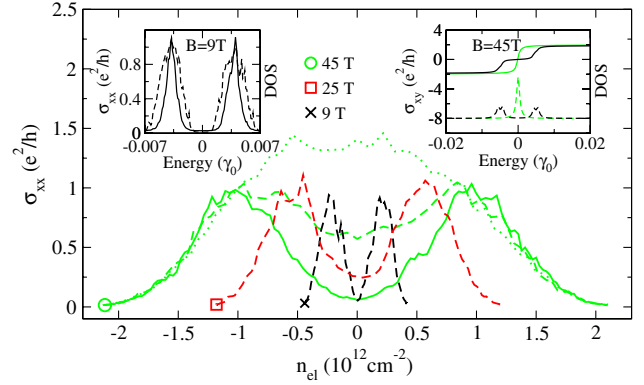 B=9T
σxx (e²/h)
1.2
0.8
0.4
0
-0.007
0.007
Energy (γ0)
DOS
45 T
25 T
9 T
B=45T
σxy (e²/h)
4
0
-4
-8
-0.02
0
0.02
Energy (γ0)
DOS
σxx (e²/h)
2.5
2
1.5
1
0.5
0
-2
-1.5
-1
-0.5
0
0.5
1
1.5
2
nel (10¹²cm⁻²)